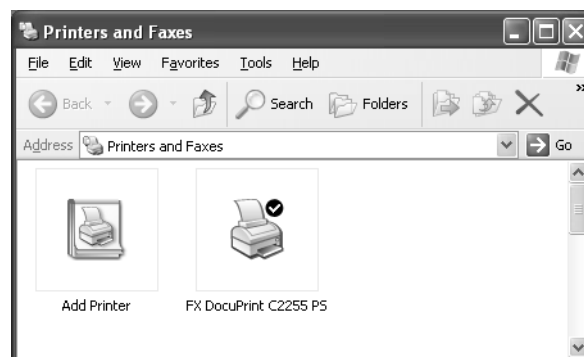 Printers and Faxes
File Edit View Favorites Tools Help
Back Search Folders »
Address Printers and Faxes Go
Add Printer FX DocuPrint C2255 PS